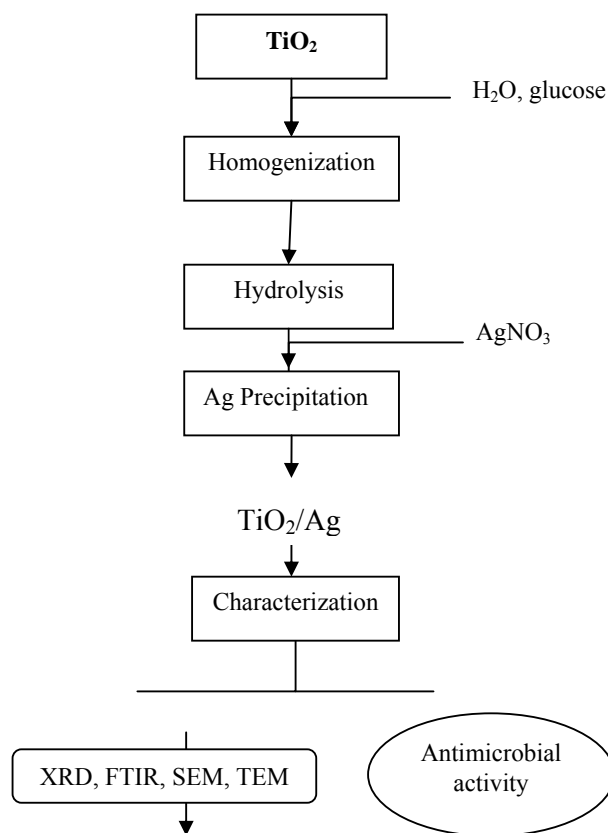 TiO₂
H₂O, glucose
Homogenization
Hydrolysis
AgNO₃
Ag Precipitation
TiO₂/Ag
Characterization
XRD, FTIR, SEM, TEM
Antimicrobial
activity